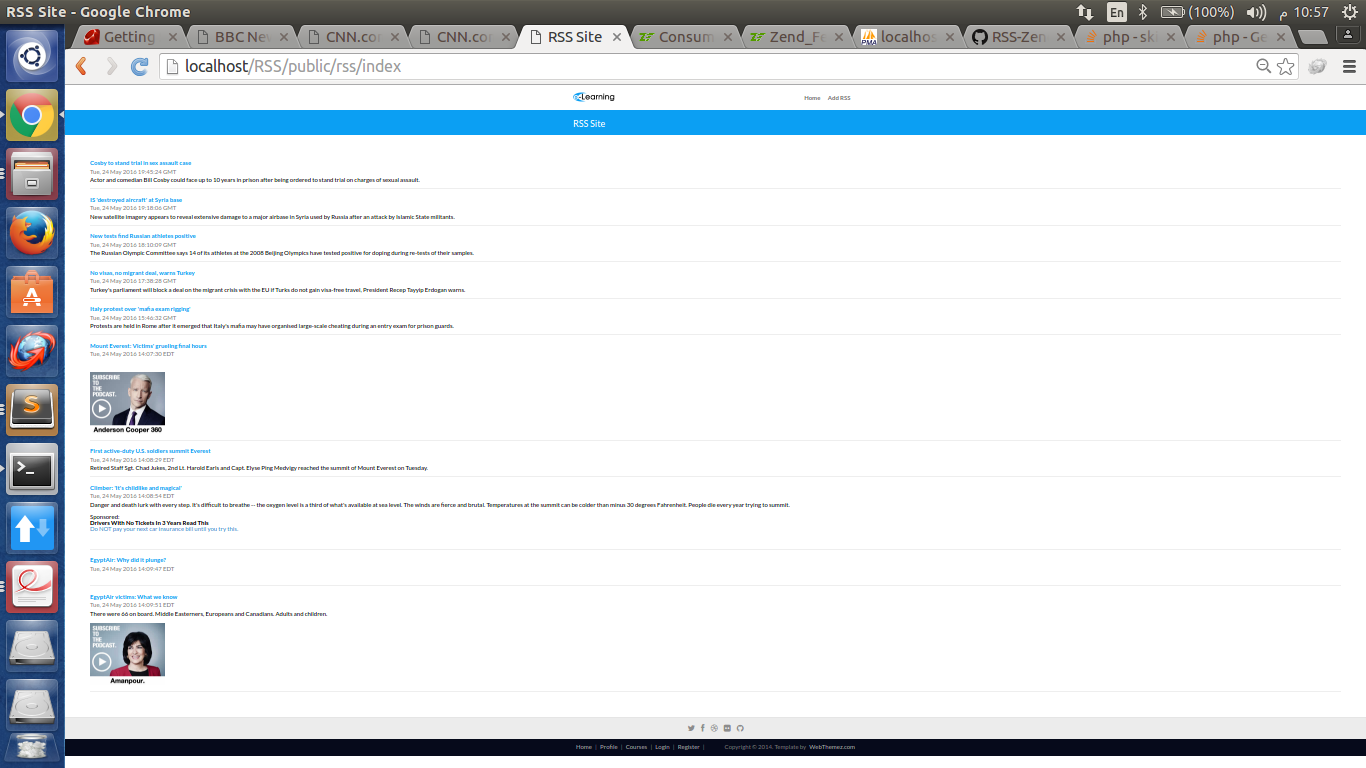 RSS Site - Google Chrome
En
(100%)
م 10:57
Getting
BBC Ne
CNN.co
CNN.co
RSS Site
Consum
Zend_Fe
localhos
RSS-Zen
php - sk
php - Ge
localhost/RSS/public/rss/index
Learning
Home
Add RSS
RSS Site
Cosby to stand trial in sex assault case
Tue, 24 May 2016 19:45:24 GMT
Actor and comedian Bill Cosby could face up to 10 years in prison after being ordered to stand trial on charges of sexual assault.
IS 'destroyed aircraft' at Syria base
Tue, 24 May 2016 19:18:06 GMT
New satellite imagery appears to reveal extensive damage to a major airbase in Syria used by Russia after an attack by Islamic State militants.
New tests find Russian athletes positive
Tue, 24 May 2016 18:10:09 GMT
The Russian Olympic Committee says 14 of its athletes at the 2008 Beijing Olympics have tested positive for doping during re-tests of their samples.
No visas, no migrant deal, warns Turkey
Tue, 24 May 2016 17:38:28 GMT
Turkey's parliament will block a deal on the migrant crisis with the EU if Turks do not gain visa-free travel, President Recep Tayyip Erdogan warns.
Italy protest over 'mafia exam rigging'
Tue, 24 May 2016 15:46:32 GMT
Protests are held in Rome after it emerged that Italy's mafia may have organised large-scale cheating during an entry exam for prison guards.
Mount Everest: Victims' grueling final hours
Tue, 24 May 2016 14:07:30 EDT
SUBSCRIBE
TO
THE
PODCAST.
Anderson Cooper 360
First active-duty U.S. soldiers summit Everest
Tue, 24 May 2016 14:08:29 EDT
Retired Staff Sgt. Chad Jukes, 2nd Lt. Harold Earls and Capt. Elyse Ping Medvigy reached the summit of Mount Everest on Tuesday.
Climber: 'It's childlike and magical'
Tue, 24 May 2016 14:08:54 EDT
Danger and death lurk with every step. It's difficult to breathe -- the oxygen level is a third of what's available at sea level. The winds are fierce and brutal. Temperatures at the summit can be colder than minus 30 degrees Fahrenheit. People die every year trying to summit.
Sponsored:
Drivers With No Tickets In 3 Years Read This
Do NOT pay your next car insurance bill until you try this.
EgyptAir: Why did it plunge?
Tue, 24 May 2016 14:09:47 EDT
EgyptAir victims: What we know
Tue, 24 May 2016 14:09:51 EDT
There were 66 on board. Middle Easterners, Europeans and Canadians. Adults and children.
SUBSCRIBE
TO
THE
PODCAST.
Amanpour.
Home | Profile | Courses | Login | Register |
Copyright © 2014. Template by WebThemez.com